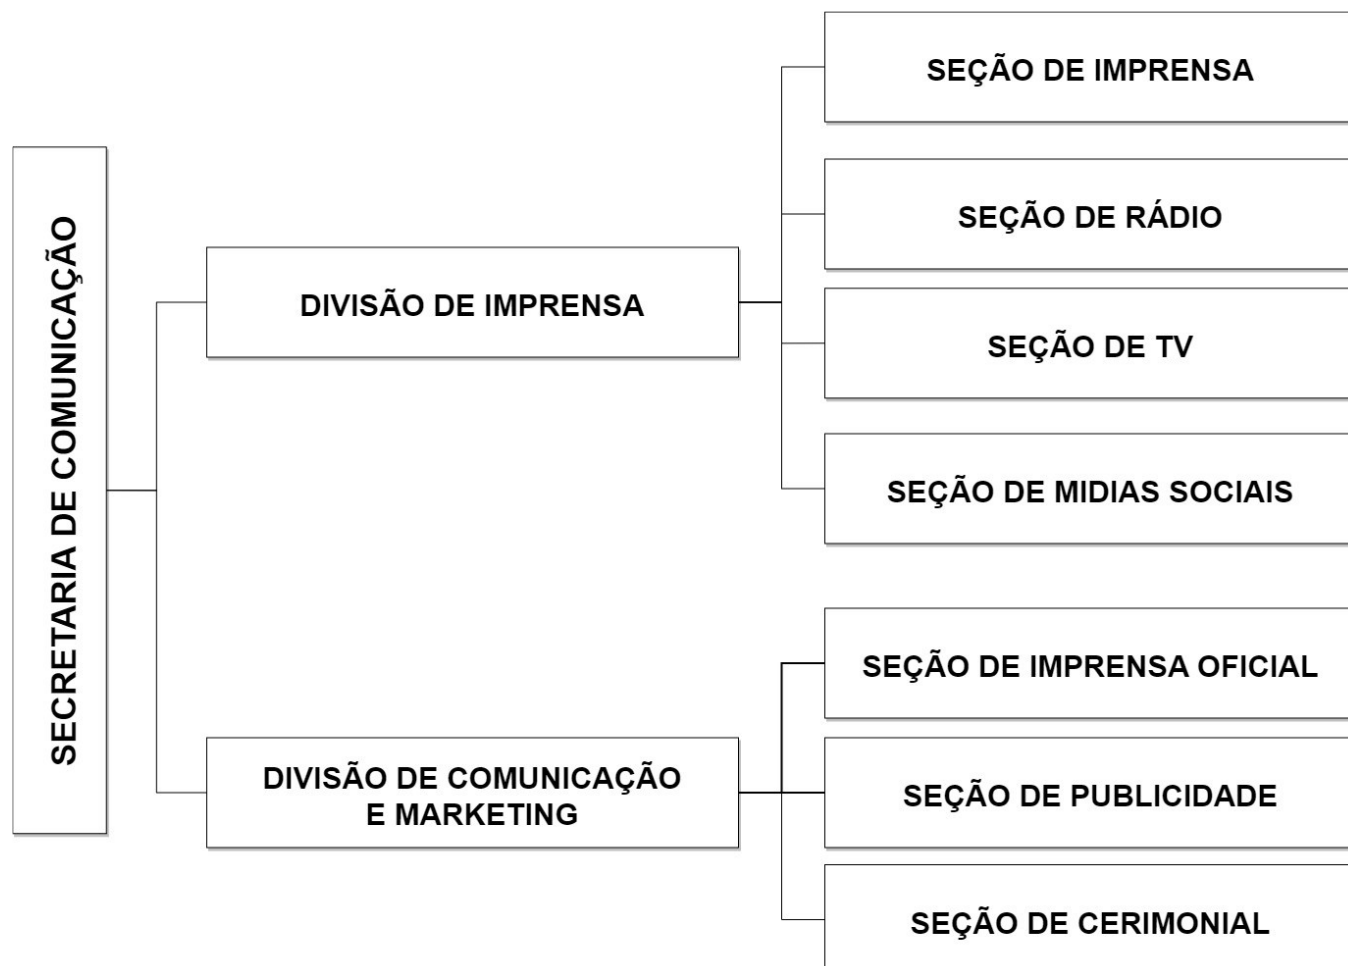 SECRETARIA DE COMUNICAÇÃO
DIVISÃO DE IMPRENSA
SEÇÃO DE IMPRENSA
SEÇÃO DE RÁDIO
SEÇÃO DE TV
SEÇÃO DE MIDIAS SOCIAIS
DIVISÃO DE COMUNICAÇÃO
E MARKETING
SEÇÃO DE IMPRENSA OFICIAL
SEÇÃO DE PUBLICIDADE
SEÇÃO DE CERIMONIAL